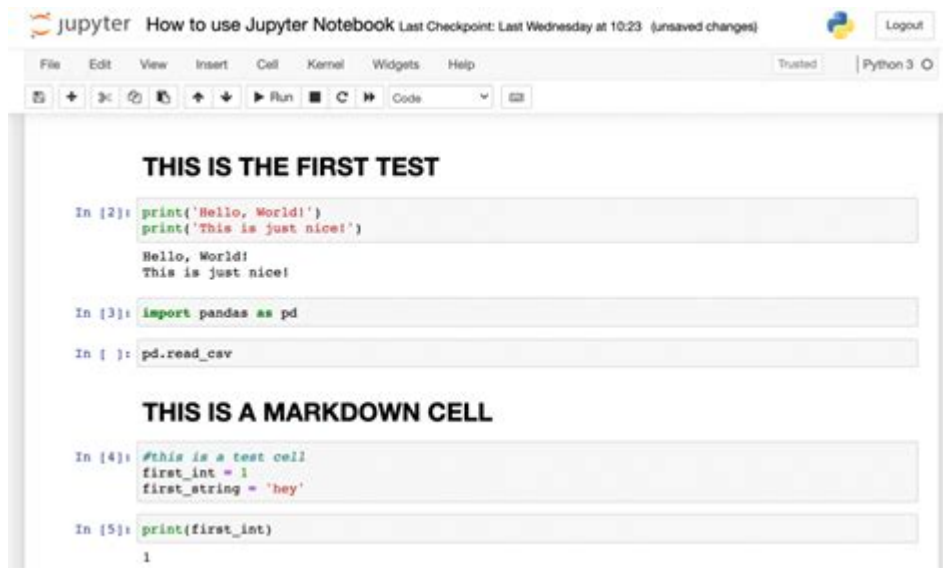 jupyter How to use Jupyter Notebook Last Checkpoint: Last Wednesday at 10:23 (unsaved changes) Logout
File Edit View Insert Cell Kernel Widgets Help Trusted Python 3
Run Code
THIS IS THE FIRST TEST
In [2]: print('Hello, World!')
print('This is just nice!')
Hello, World!
This is just nice!
In [3]: import pandas as pd
In [ ]: pd.read_csv
THIS IS A MARKDOWN CELL
In [4]: #this is a test cell
first_int = 1
first_string = 'hey'
In [5]: print(first_int)
1